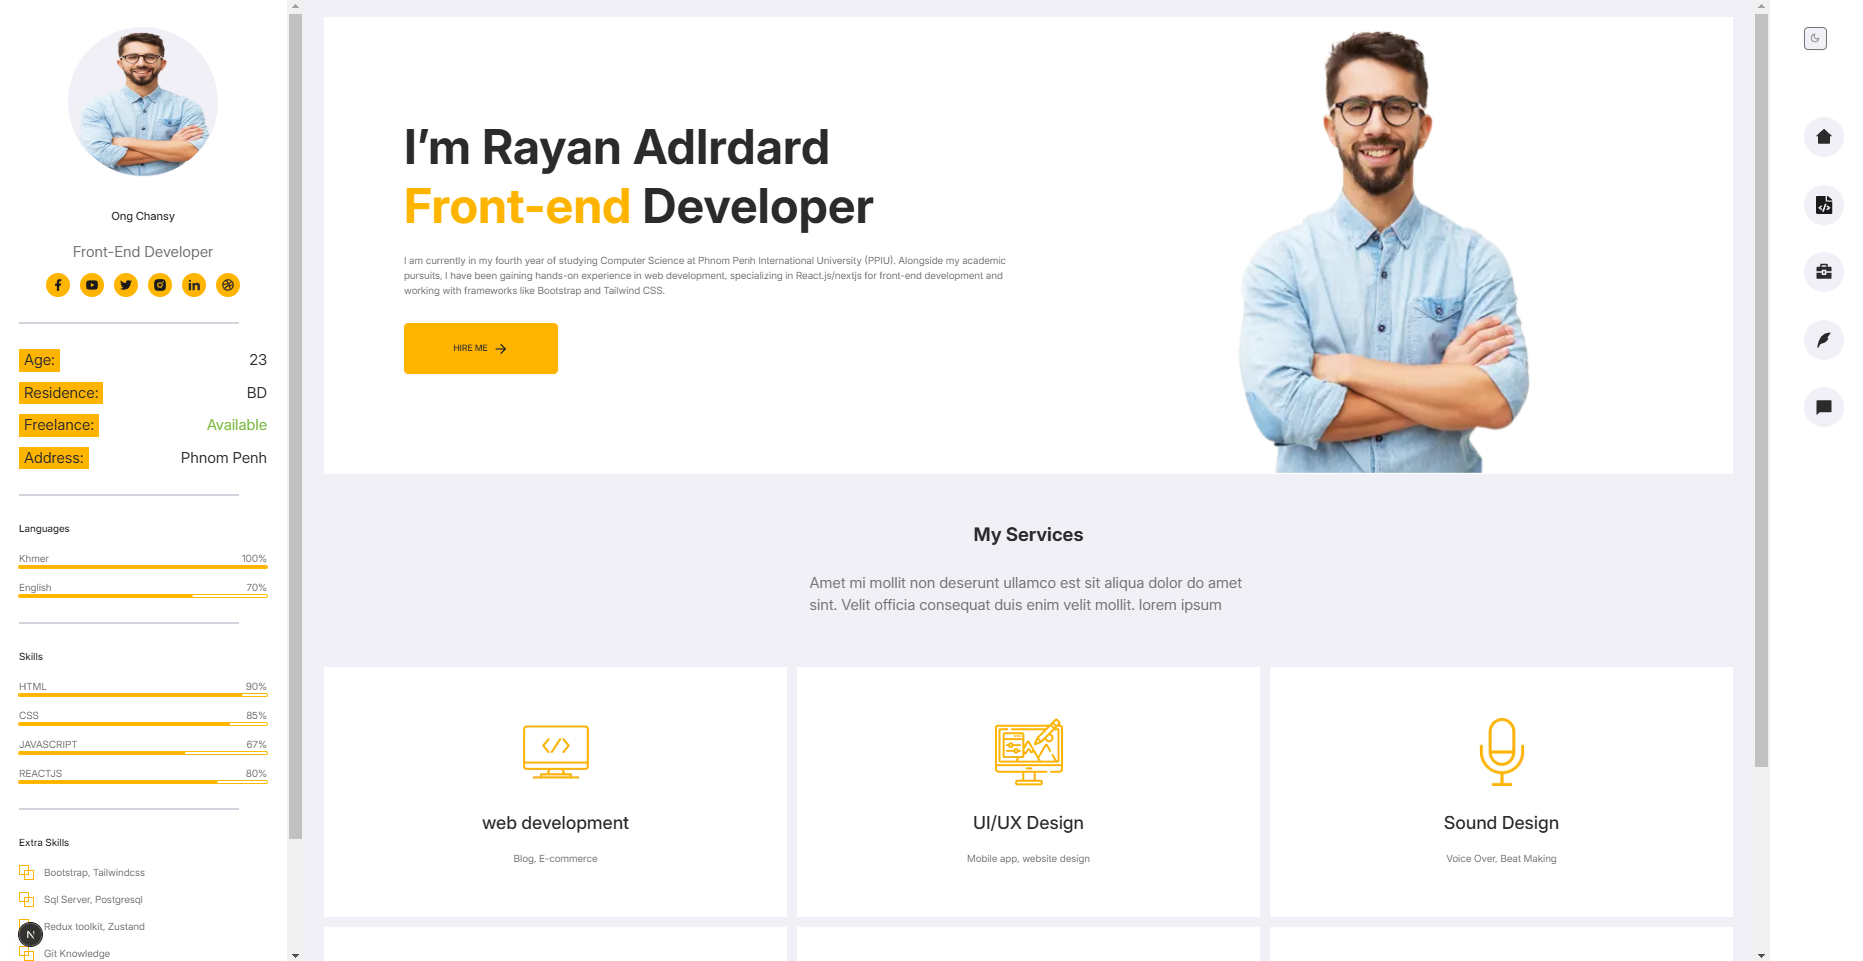 Ong Chansy
Front-End Developer
Age: 23
Residence: BD
Freelance: Available
Address: Phnom Penh
Languages
Khmer 100%
English 70%
Skills
HTML 90%
CSS 85%
JAVASCRIPT 67%
REACTJS 80%
Extra Skills
Bootstrap, Tailwindcss
Sql Server, Postgresql
Redux toolkit, Zustand
N
Git Knowledge
I'm Rayan Adlrdard
Front-end Developer
I am currently in my fourth year of studying Computer Science at Phnom Penh International University (PPIU). Alongside my academic
pursuits, I have been gaining hands-on experience in web development, specializing in React.js/nextjs for front-end development and
working with frameworks like Bootstrap and Tailwind CSS.
HIRE ME
My Services
Amet mi mollit non deserunt ullamco est sit aliqua dolor do amet
sint. Velit officia consequat duis enim velit mollit. lorem ipsum
web development
Blog, E-commerce
UI/UX Design
Mobile app, website design
Sound Design
Voice Over, Beat Making